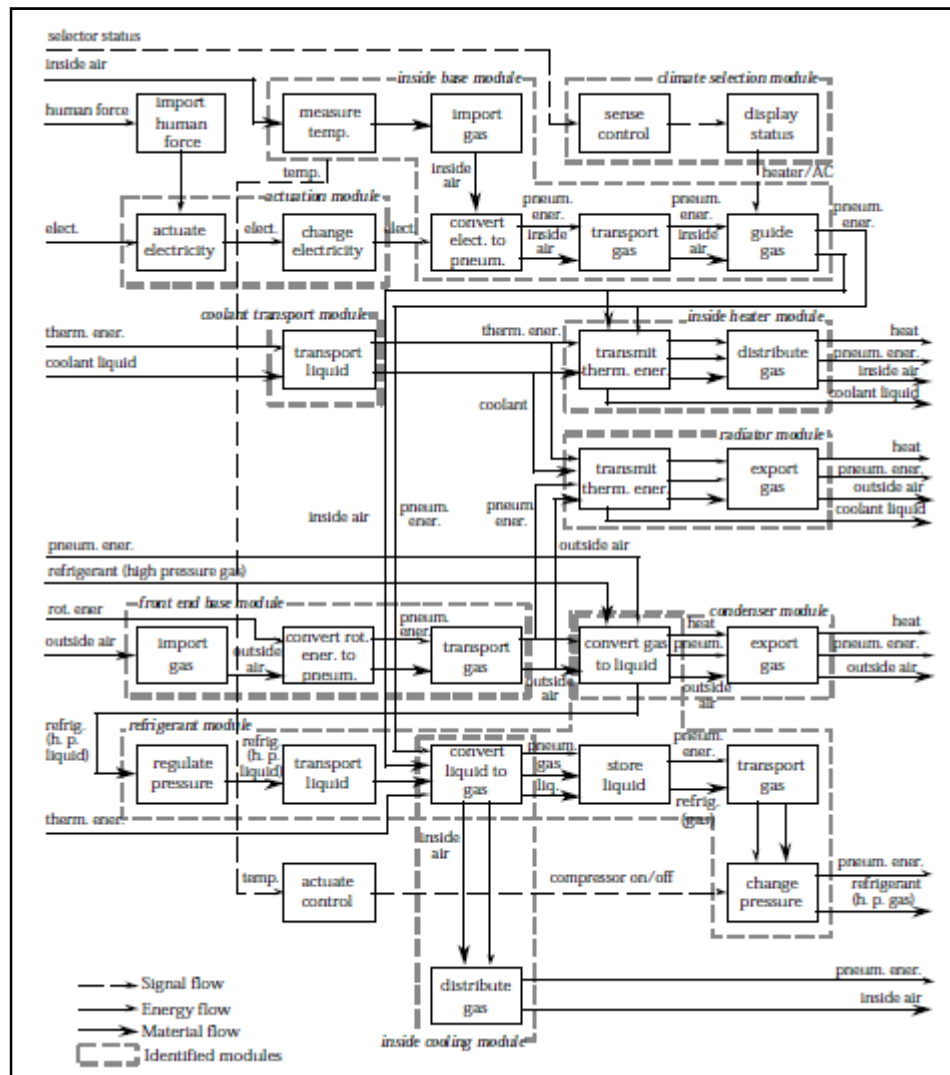 selector status
inside air
inside base module
climate selection module
human force
import
human
force
measure
temp.
import
gas
sense
control
display
status
temp.
inside
air
heater/AC
actuation module
pneum.
ener.
pneum.
ener.
pneum.
ener.
elect.
actuate
electricity
elect.
change
electricity
elect.
convert
elect. to
pneum.
inside
air
transport
gas
inside
air
guide
gas
coolant transport module
inside heater module
therm. ener.
coolant liquid
transport
liquid
therm. ener.
transmit
therm. ener.
distribute
gas
heat
pneum. ener.
inside air
coolant liquid
coolant
radiator module
transmit
therm. ener.
export
gas
heat
pneum. ener.
outside air
coolant liquid
inside air
pneum.
ener.
pneum.
ener.
outside air
pneum. ener.
refrigerant (high pressure gas)
rot. ener
front end base module
condenser module
outside air
import
gas
outside
air
convert rot.
ener. to
pneum.
pneum.
ener.
transport
gas
outside
air
convert gas
to liquid
heat
pneum.
outside
air
export
gas
heat
pneum. ener.
outside air
refrig.
(h. p.
liquid)
refrigerant module
regulate
pressure
refrig.
(h. p.
liquid)
transport
liquid
convert
liquid to
gas
pneum.
gas
liq.
store
liquid
pneum.
ener.
refrig.
(gas)
transport
gas
therm. ener.
inside
air
temp.
actuate
control
compressor on/off
change
pressure
pneum. ener.
refrigerant
(h. p. gas)
distribute
gas
pneum. ener.
inside air
inside cooling module
Signal flow
Energy flow
Material flow
Identified modules